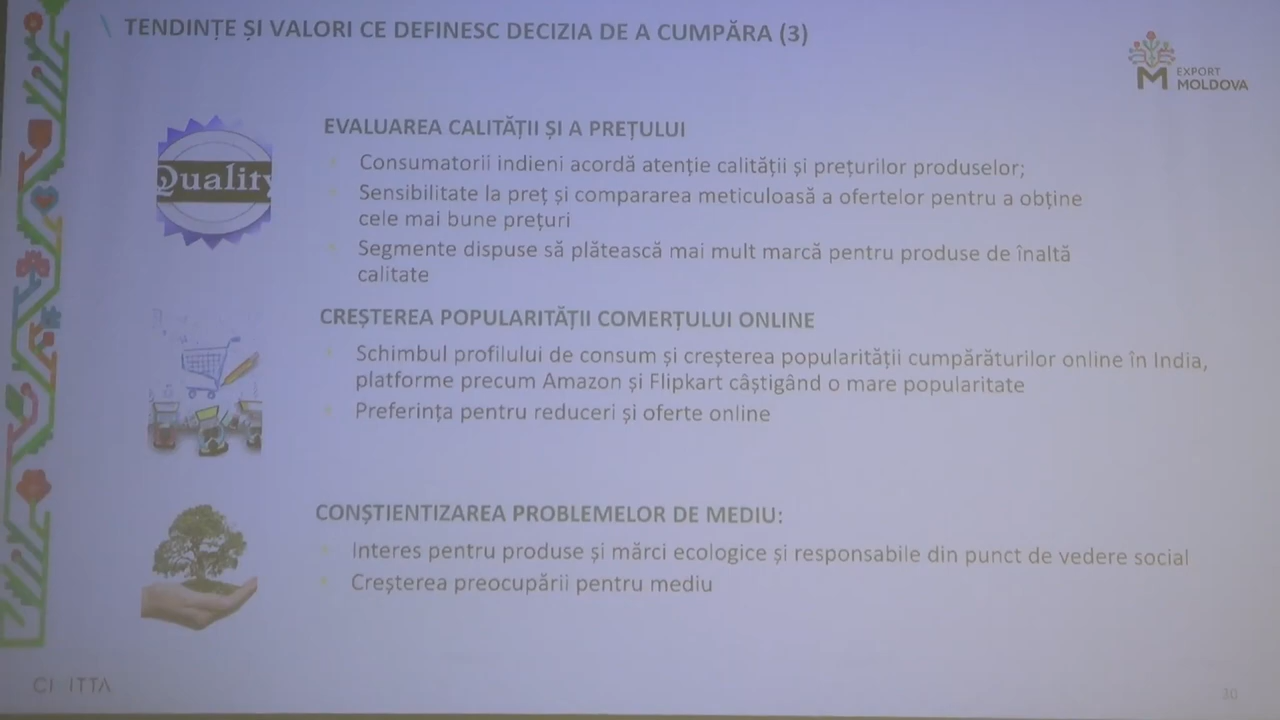 TENDINȚE ȘI VALORI CE DEFINESC DECIZIA DE A CUMPĂRA (3)
EXPORT
MOLDOVA
EVALUAREA CALITĂȚII ȘI A PREȚULUI
Quality
Consumatorii indieni acordă atenție calității și prețurilor produselor;
Sensibilitate la preț și compararea meticuloasă a ofertelor pentru a obține
cele mai bune prețuri
Segmente dispuse să plătească mai mult marcă pentru produse de înaltă
calitate
CREȘTEREA POPULARITĂȚII COMERȚULUI ONLINE
Schimbul profilului de consum și creșterea popularității cumpărăturilor online în India,
platforme precum Amazon și Flipkart câștigând o mare popularitate
Preferința pentru reduceri și oferte online
CONȘTIENTIZAREA PROBLEMELOR DE MEDIU:
Interes pentru produse și mărci ecologice și responsabile din punct de vedere social
Creșterea preocupării pentru mediu
30